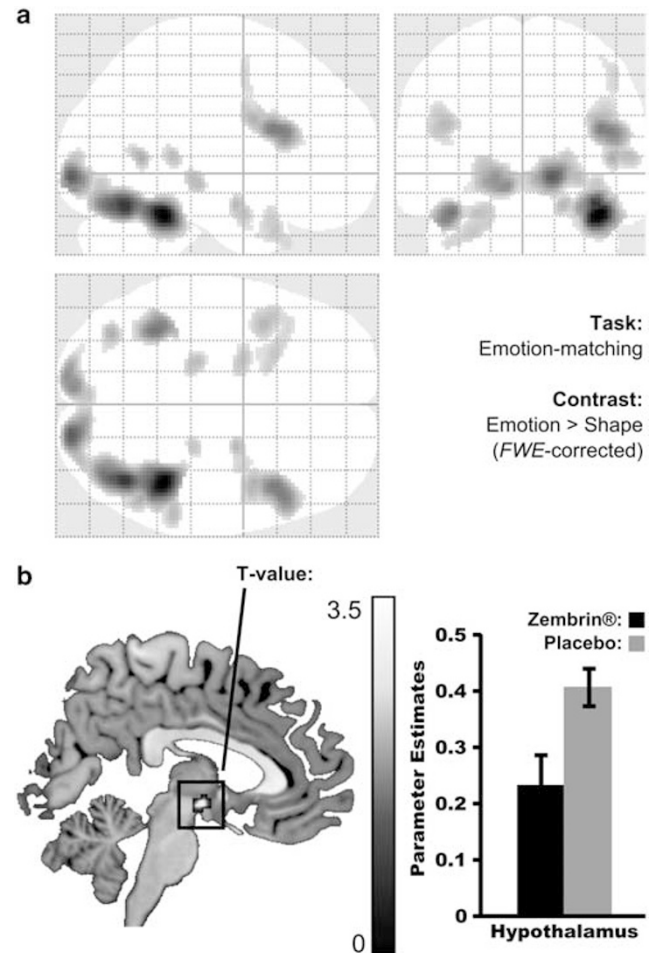 a
Task:
Emotion-matching
Contrast:
Emotion > Shape
(FWE-corrected)
b
T-value:
3.5
0
Zembrin®:
Placebo:
Parameter Estimates
0.5
0.4
0.3
0.2
0.1
0
Hypothalamus